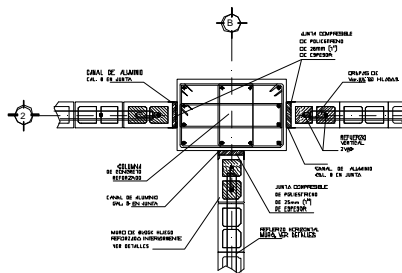 B
JUNTA COMPRESIBLE
DE POLIESTIRENO
DE 25mm (1")
DE ESPESOR
CANAL DE ALUMINIO
CAL. 8 EN JUNTA
GRAPAS DE
HILADAS.
2
REFUERZO
VERTICAL
COLUMNA
DE CONCRETO
REFORZADO
CANAL DE ALUMINIO
CAL. 8 EN JUNTA
CANAL DE ALUMINIO
CAL. 8 EN JUNTA
JUNTA COMPRESIBLE
DE POLIESTIRENO
DE 25mm (1")
DE ESPESOR
MURO DE BLOCK HUECO
REFORZADO INTERIORMENTE
VER DETALLES
REFUERZO HORIZONTAL
MURO, VER DETALLES